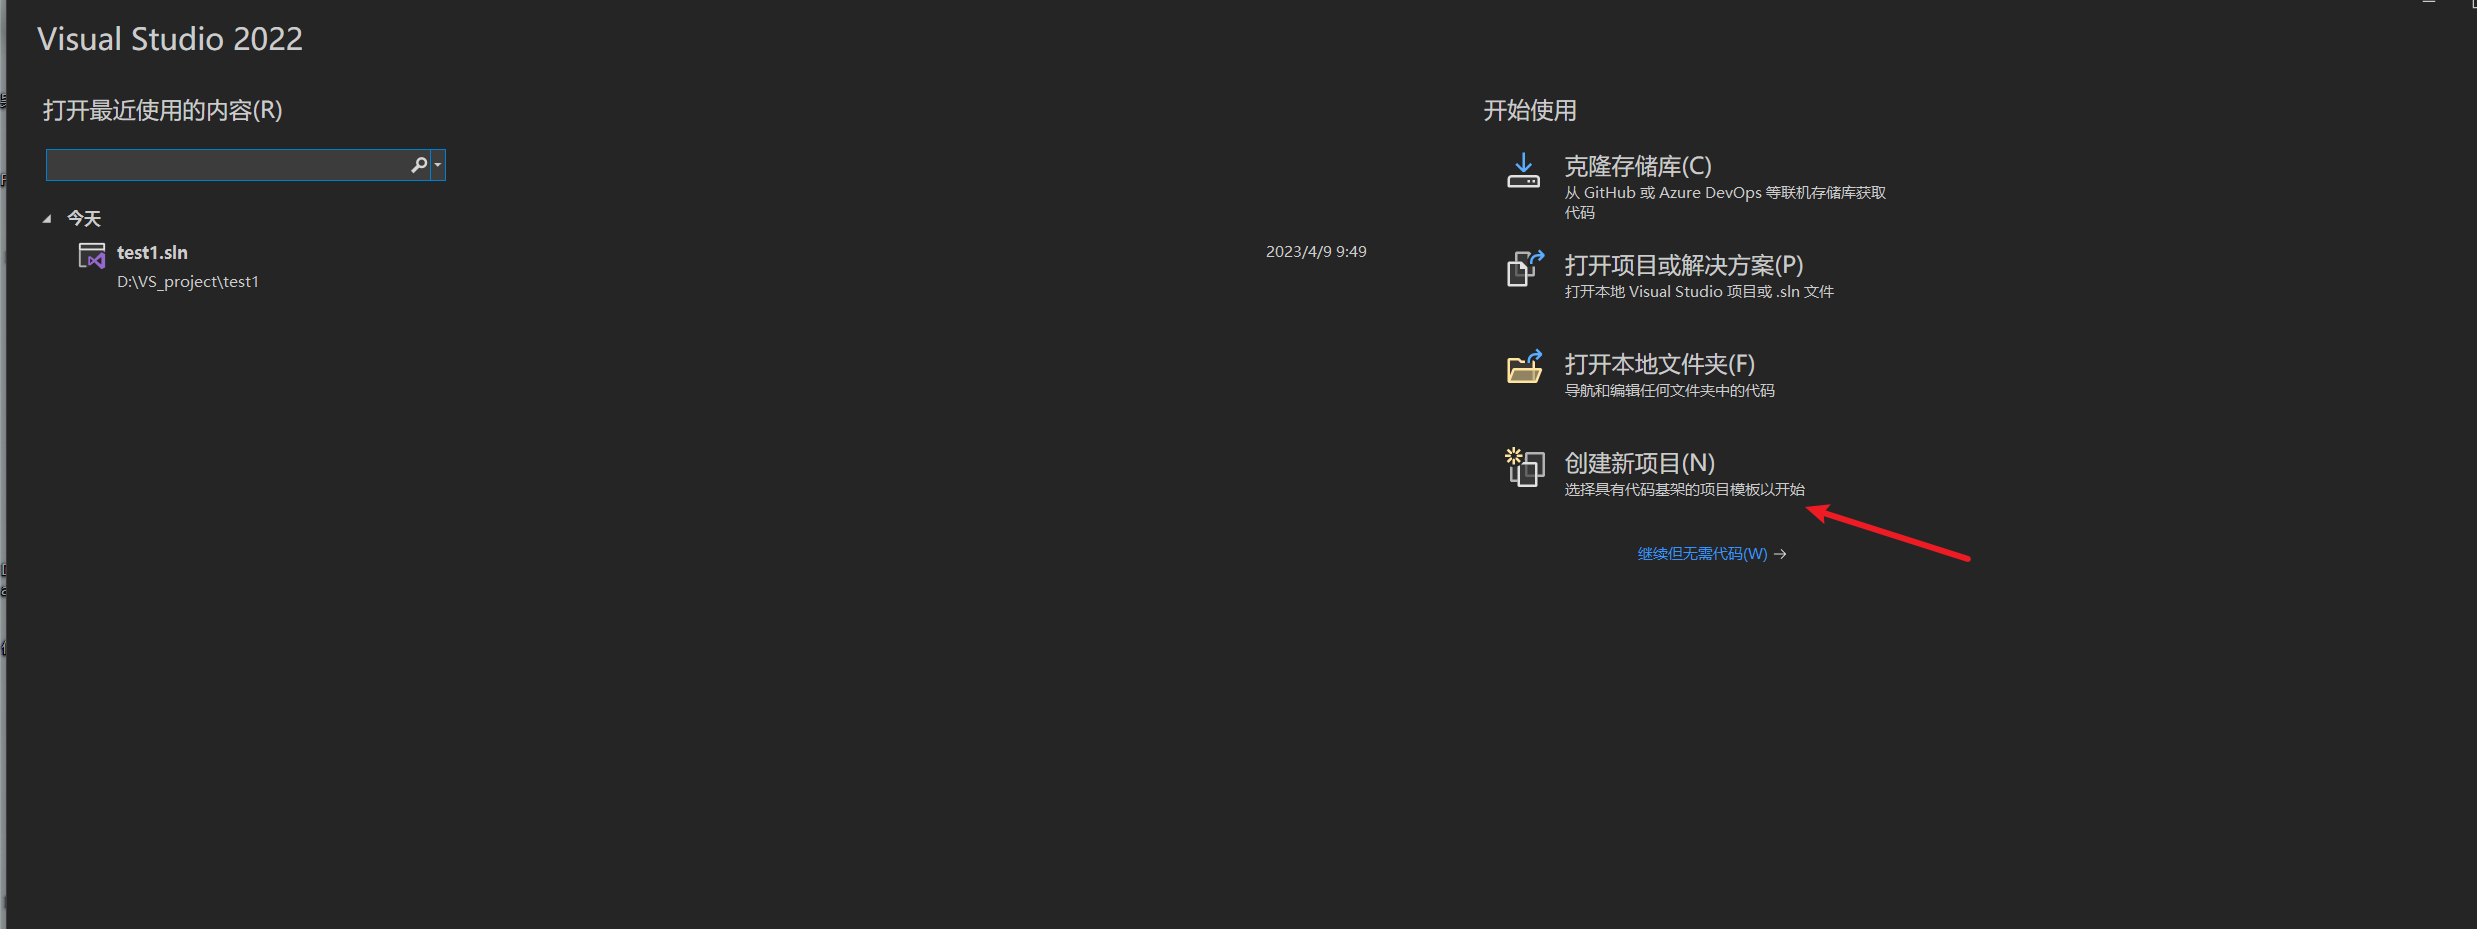 Visual Studio 2022
打开最近使用的内容(R)
今天
test1.sln
2023/4/9 9:49
D:\VS_project\test1
开始使用
克隆存储库(C)
从 GitHub 或 Azure DevOps 等联机存储库获取
代码
打开项目或解决方案(P)
打开本地 Visual Studio 项目或 .sln 文件
打开本地文件夹(F)
导航和编辑任何文件夹中的代码
创建新项目(N)
选择具有代码基架的项目模板以开始
继续但无需代码(W) →